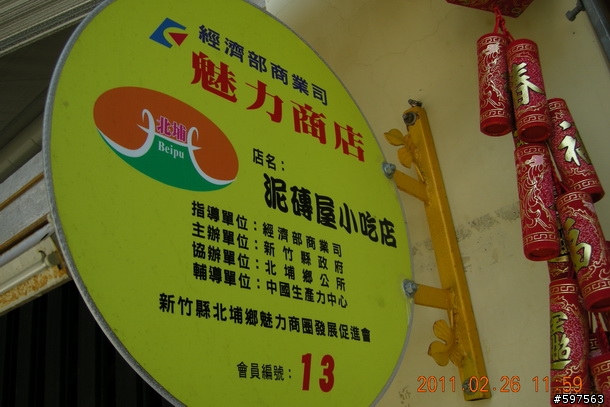 經濟部商業司
魅力商店
北埔
Beipu
店名：
泥磚屋小吃店
指導單位：經濟部商業司
主辦單位：新竹縣政府
協辦單位：北埔鄉公所
輔導單位：中國生產力中心
新竹縣北埔鄉魅力商圈發展促進會
會員編號：13
春
福
2011 02 26 11:59
#597563